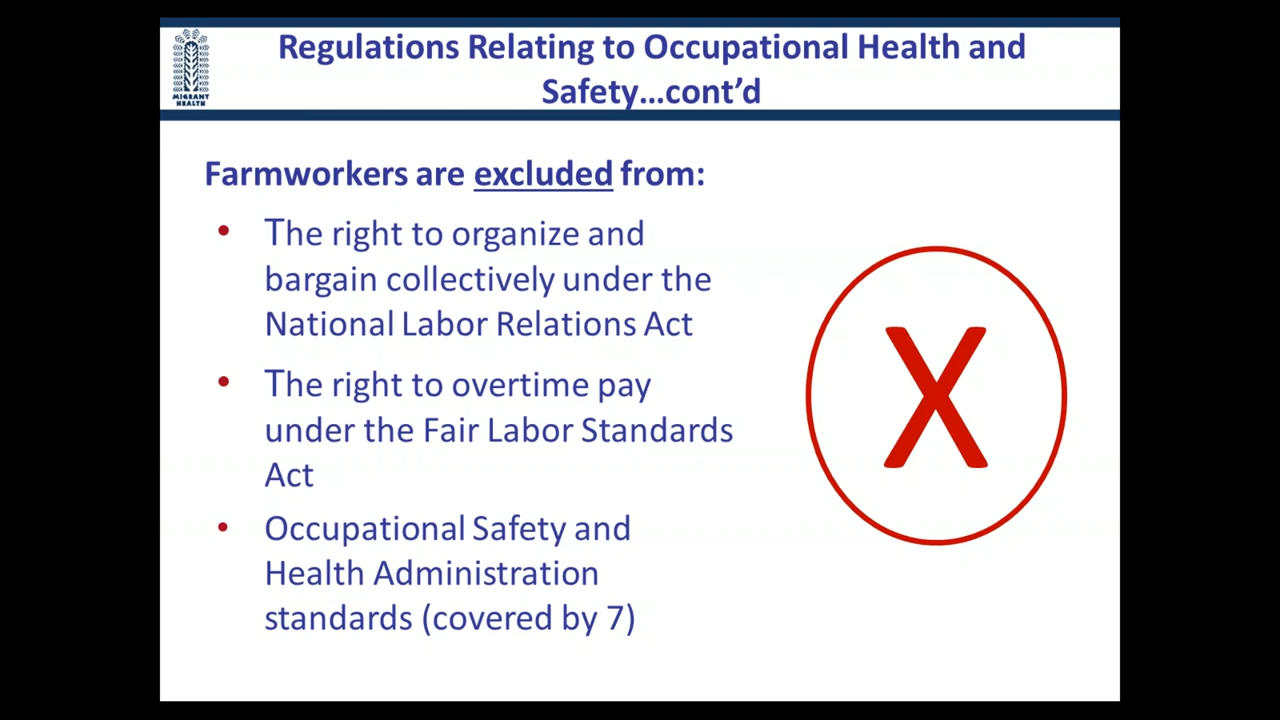 Regulations Relating to Occupational Health and
Safety...cont’d
MIGRANT
HEALTH
Farmworkers are excluded from:
• The right to organize and
bargain collectively under the
National Labor Relations Act
• The right to overtime pay
under the Fair Labor Standards
Act
• Occupational Safety and
Health Administration
standards (covered by 7)
X